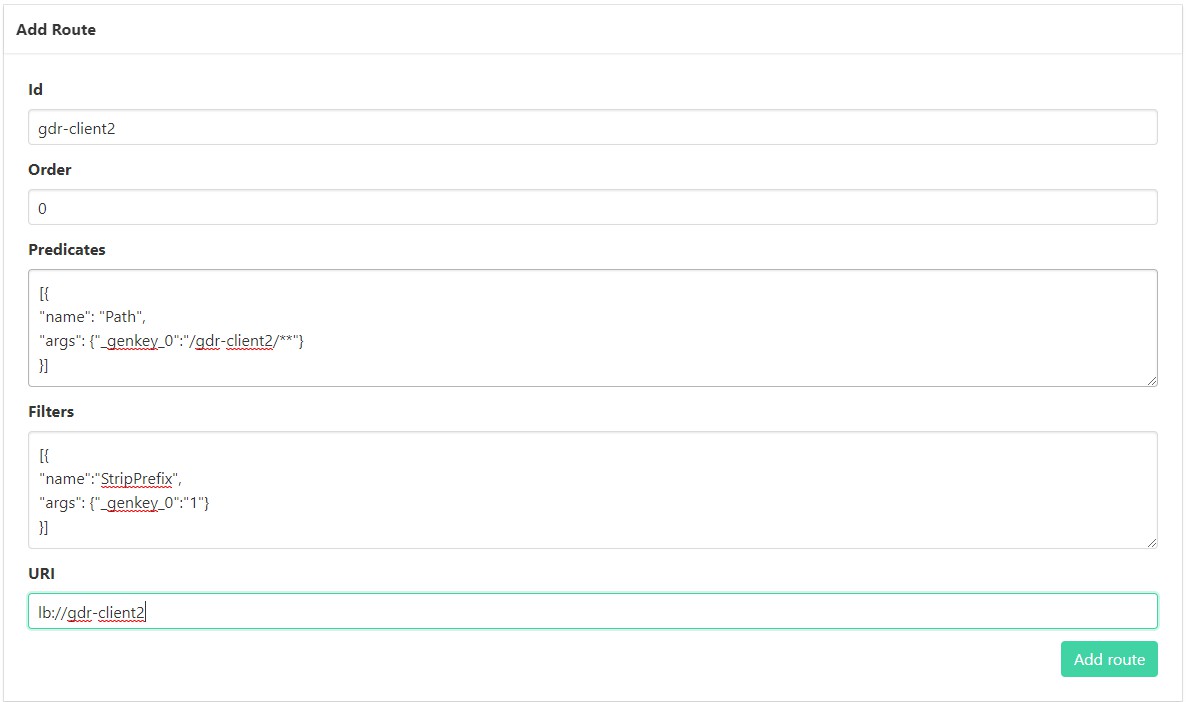 Add Route
Id
gdr-client2
Order
0
Predicates
[{
"name": "Path",
"args": {"_genkey_0":"/gdr-client2/**"}
}]
Filters
[{
"name":"StripPrefix",
"args": {"_genkey_0":"1"}
}]
URI
lb://gdr-client2
Add route